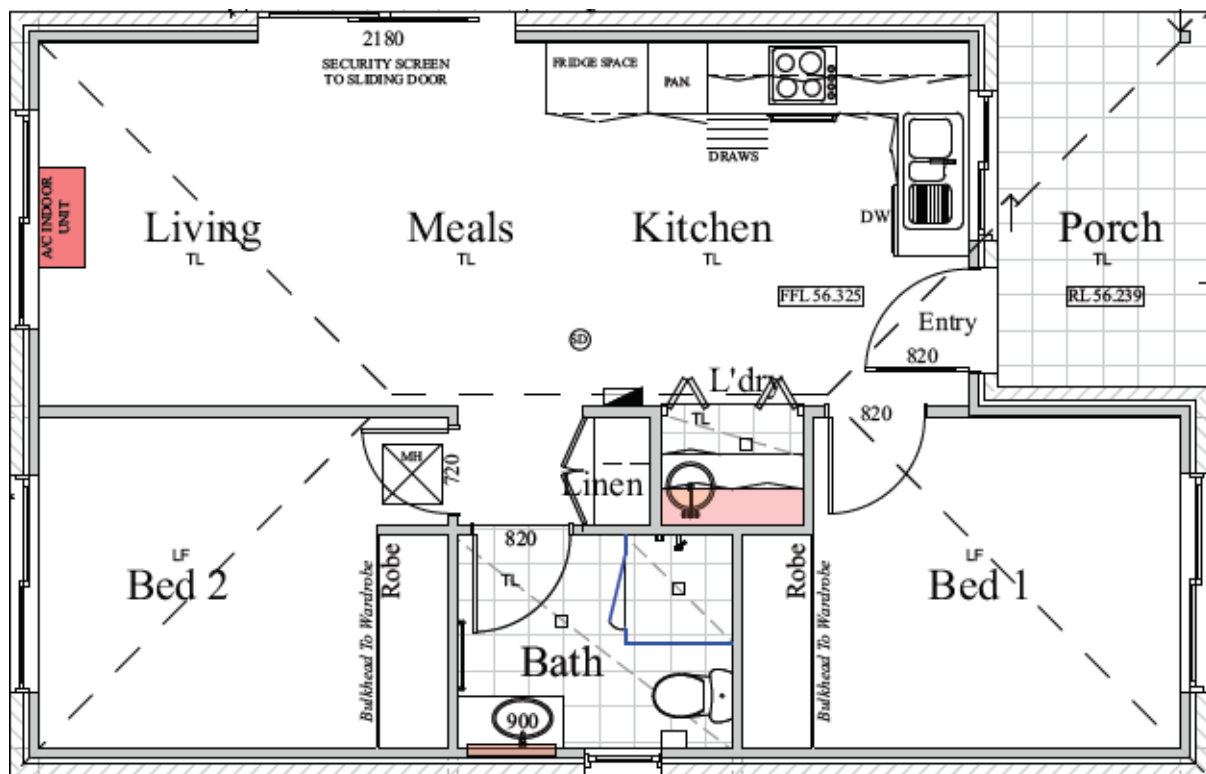 2180
SECURITY SCREEN
TO SLIDING DOOR
FRIDGE SPACE
PAN.
DRAWS
A/C INDOOR
UNIT
Living
TL
Meals
TL
Kitchen
TL
DW
Porch
TL
FFL 56.325
RL 56.239
Entry
820
SD
L'dry
TL
820
MH
720
Linen
820
TL
LF
Bed 2
Robe
Bulkhead To Wardrobe
Bath
900
Robe
Bulkhead To Wardrobe
LF
Bed 1